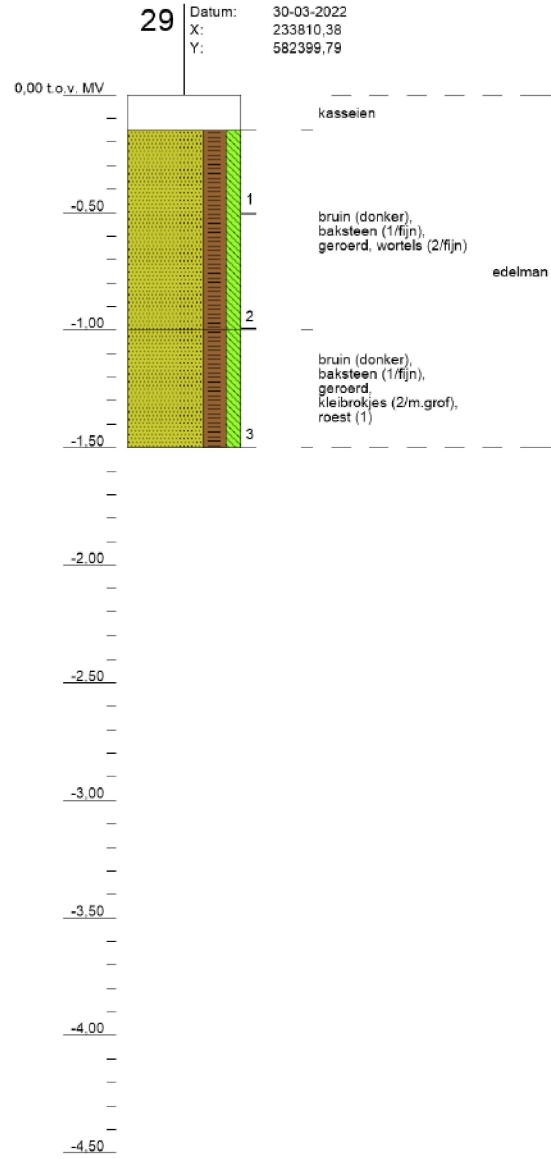 29
Datum: 30-03-2022
X: 233810,38
Y: 582399,79
0,00 t.o.v. MV
kasseien
1
-0,50
bruin (donker),
baksteen (1/fijn),
geroerd, wortels (2/fijn)
edelman
2
-1,00
bruin (donker),
baksteen (1/fijn),
geroerd,
kleibrokjes (2/m.grof),
roest (1)
3
-1,50
-2,00
-2,50
-3,00
-3,50
-4,00
-4,50